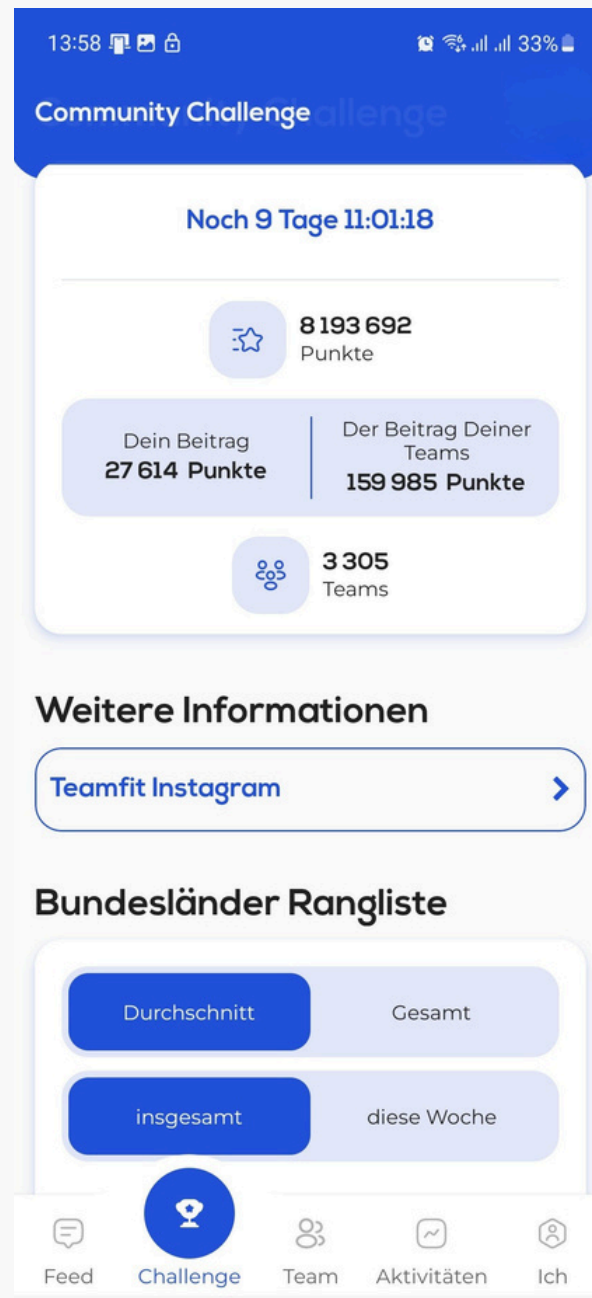 13:58
33%
Community Challenge
Noch 9 Tage 11:01:18
8 193 692
Punkte
Dein Beitrag
27 614 Punkte
Der Beitrag Deiner
Teams
159 985 Punkte
3 305
Teams
Weitere Informationen
Teamfit Instagram
Bundesländer Rangliste
Durchschnitt
Gesamt
insgesamt
diese Woche
Feed
Challenge
Team
Aktivitäten
Ich